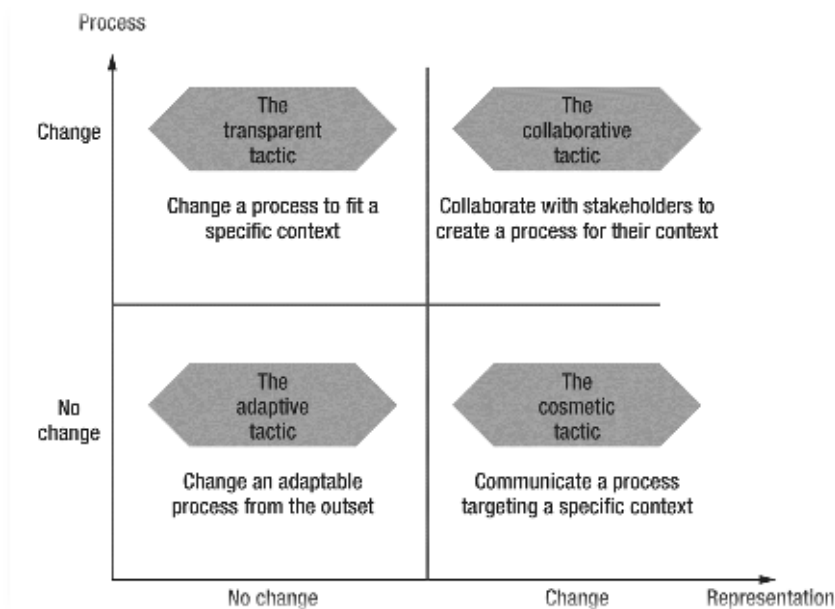 Process
Change
The
transparent
tactic
Change a process to fit a
specific context
The
collaborative
tactic
Collaborate with stakeholders to
create a process for their context
No
change
The
adaptive
tactic
Change an adaptable
process from the outset
The
cosmetic
tactic
Communicate a process
targeting a specific context
No change
Change
Representation